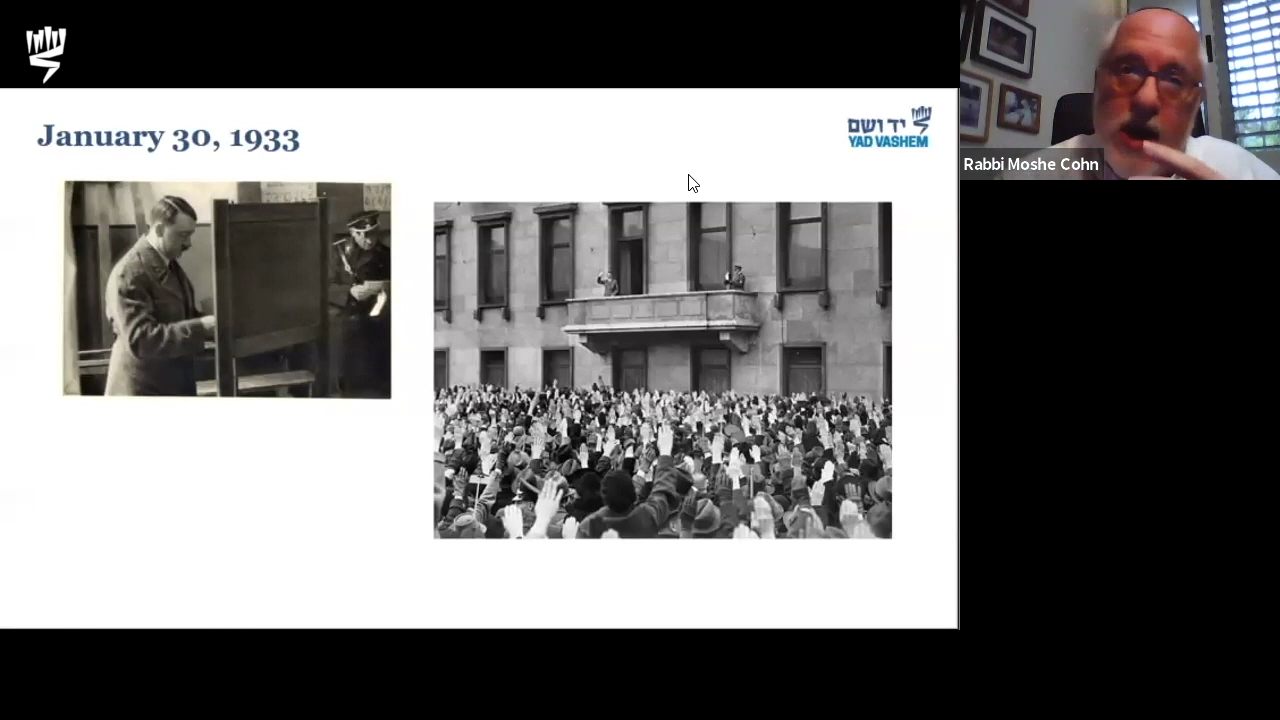 January 30, 1933
יד ושם
YAD VASHEM
Rabbi Moshe Cohn